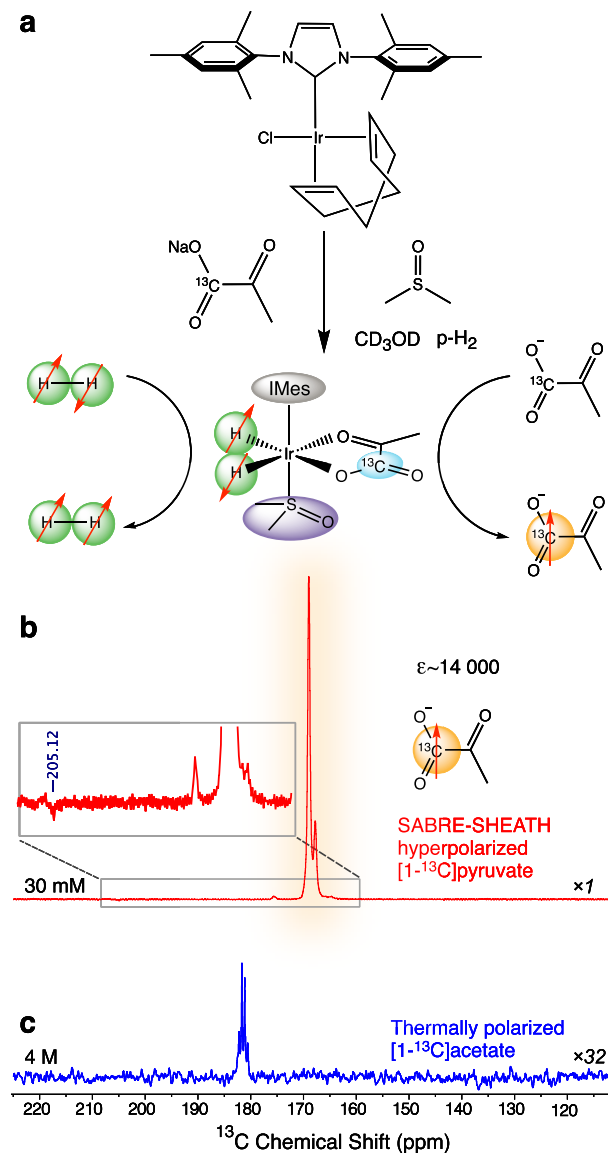 a
N N
Cl Ir
NaO
¹³C
O
O
O
S
CD₃OD p-H₂
H H
H H
IMes
H
H
Ir
O
O
¹³C
O
S
O
O⁻
¹³C
O
O
O⁻
¹³C
O
O
b
ε~14 000
−205.12
O⁻
¹³C
O
O
SABRE-SHEATH
hyperpolarized
[1-¹³C]pyruvate
30 mM
×1
c
Thermally polarized
[1-¹³C]acetate
4 M
×32
220 210 200 190 180 170 160 150 140 130 120
¹³C Chemical Shift (ppm)